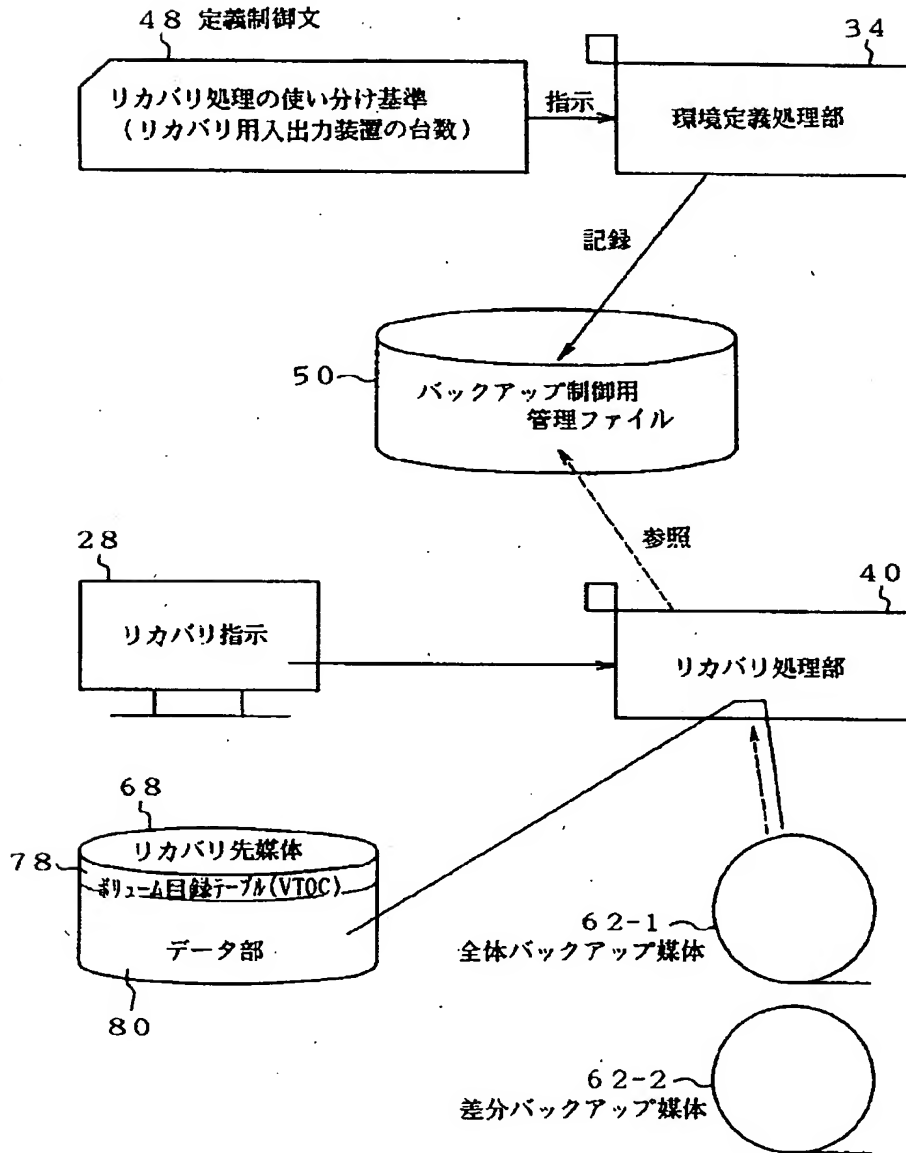 48 定義制御文
34
リカバリ処理の使い分け基準
(リカバリ用入出力装置の台数)
指示
環境定義処理部
記録
50
バックアップ制御用
管理ファイル
参照
28
40
リカバリ指示
リカバリ処理部
68
リカバリ先媒体
78
ボリューム目録テーブル(VTOC)
データ部
80
62-1
全体バックアップ媒体
62-2
差分バックアップ媒体